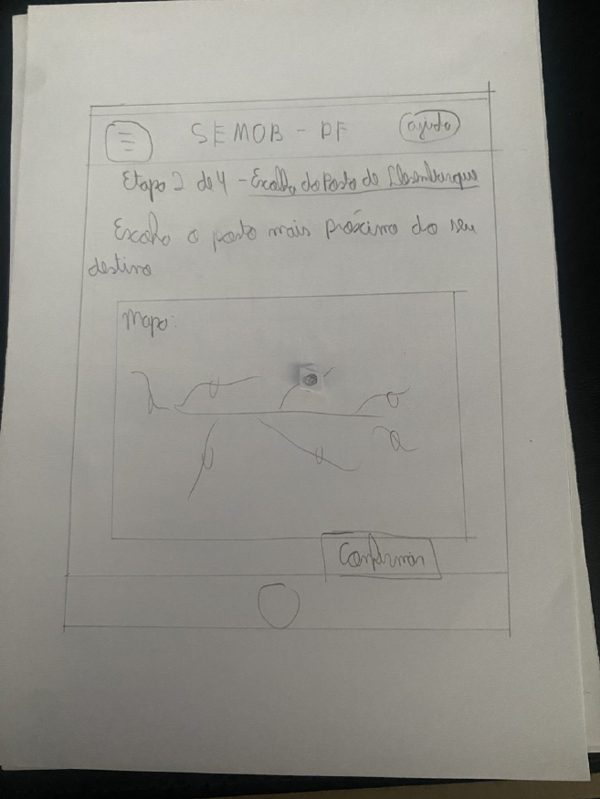 SEMOB - DF
ajuda
Etapa 2 de 4 - Escolha do Posto de Desembarque
Escolha o posto mais próximo do seu
destino
Mapa:
Confirmar